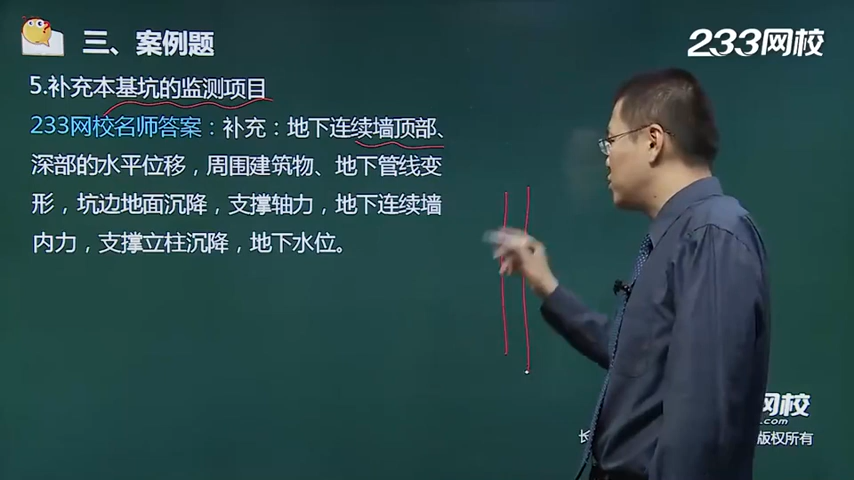 三、案例题
233网校
5.补充本基坑的监测项目
233网校名师答案：补充：地下连续墙顶部、
深部的水平位移，周围建筑物、地下管线变
形，坑边地面沉降，支撑轴力，地下连续墙
内力，支撑立柱沉降，地下水位。
网校
.com
版权所有